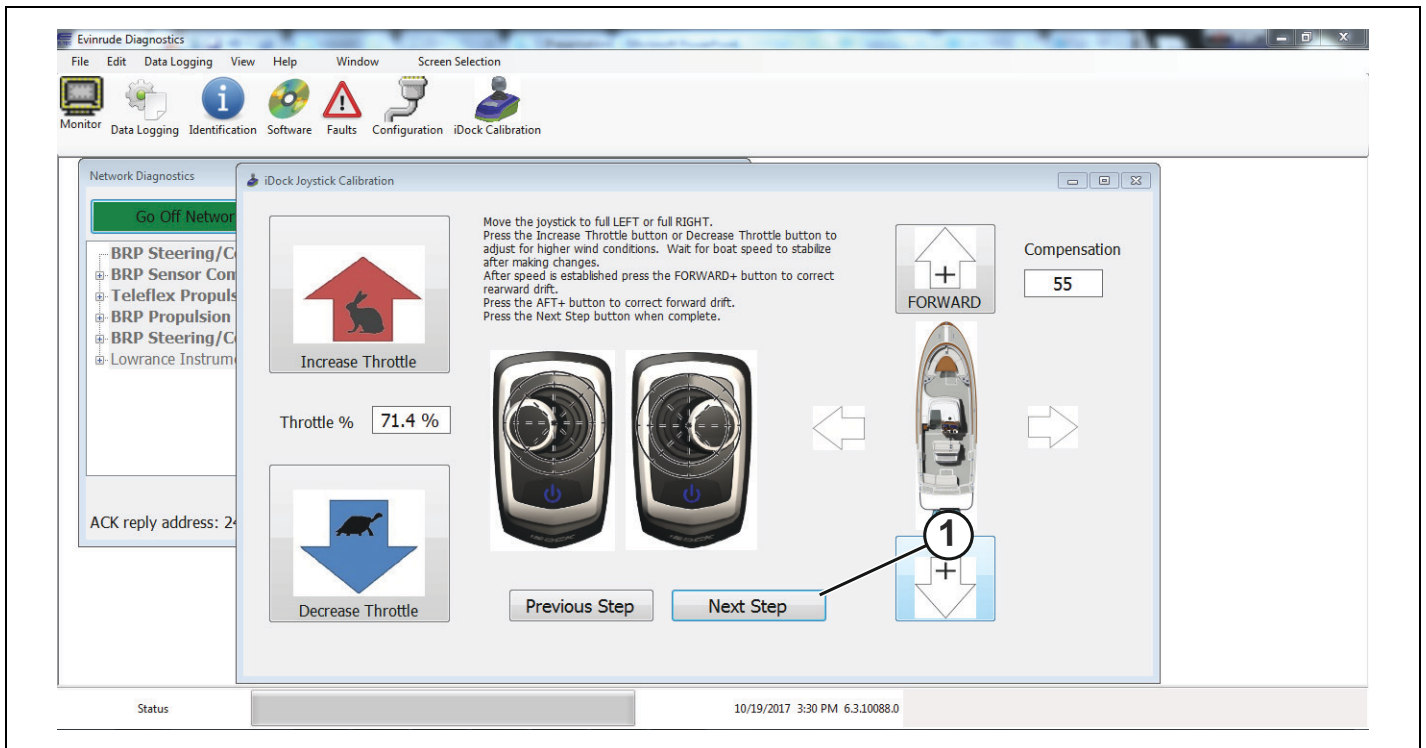 Evinrude Diagnostics
File Edit Data Logging View Help Window Screen Selection
Monitor Data Logging Identification Software Faults Configuration iDock Calibration
Network Diagnostics
Go Off Networ
BRP Steering/C
BRP Sensor Con
Teleflex Propuls
BRP Propulsion
BRP Steering/C
Lowrance Instrume
ACK reply address: 24
iDock Joystick Calibration
Increase Throttle
Throttle % 71.4 %
Decrease Throttle
Move the joystick to full LEFT or full RIGHT.
Press the Increase Throttle button or Decrease Throttle button to
adjust for higher wind conditions. Wait for boat speed to stabilize
after making changes.
After speed is established press the FORWARD+ button to correct
rearward drift.
Press the AFT+ button to correct forward drift.
Press the Next Step button when complete.
Previous Step Next Step
+
FORWARD
Compensation
55
1
+
Status
10/19/2017 3:30 PM 6.3.10088.0